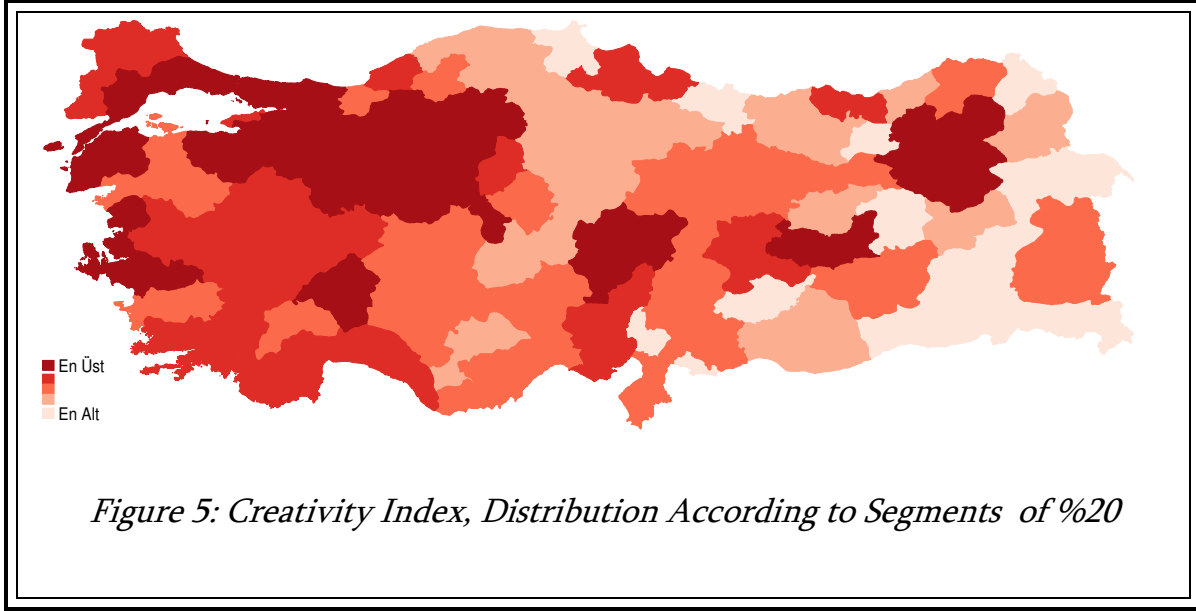 En Üst
En Alt
Figure 5: Creativity Index, Distribution According to Segments of %20